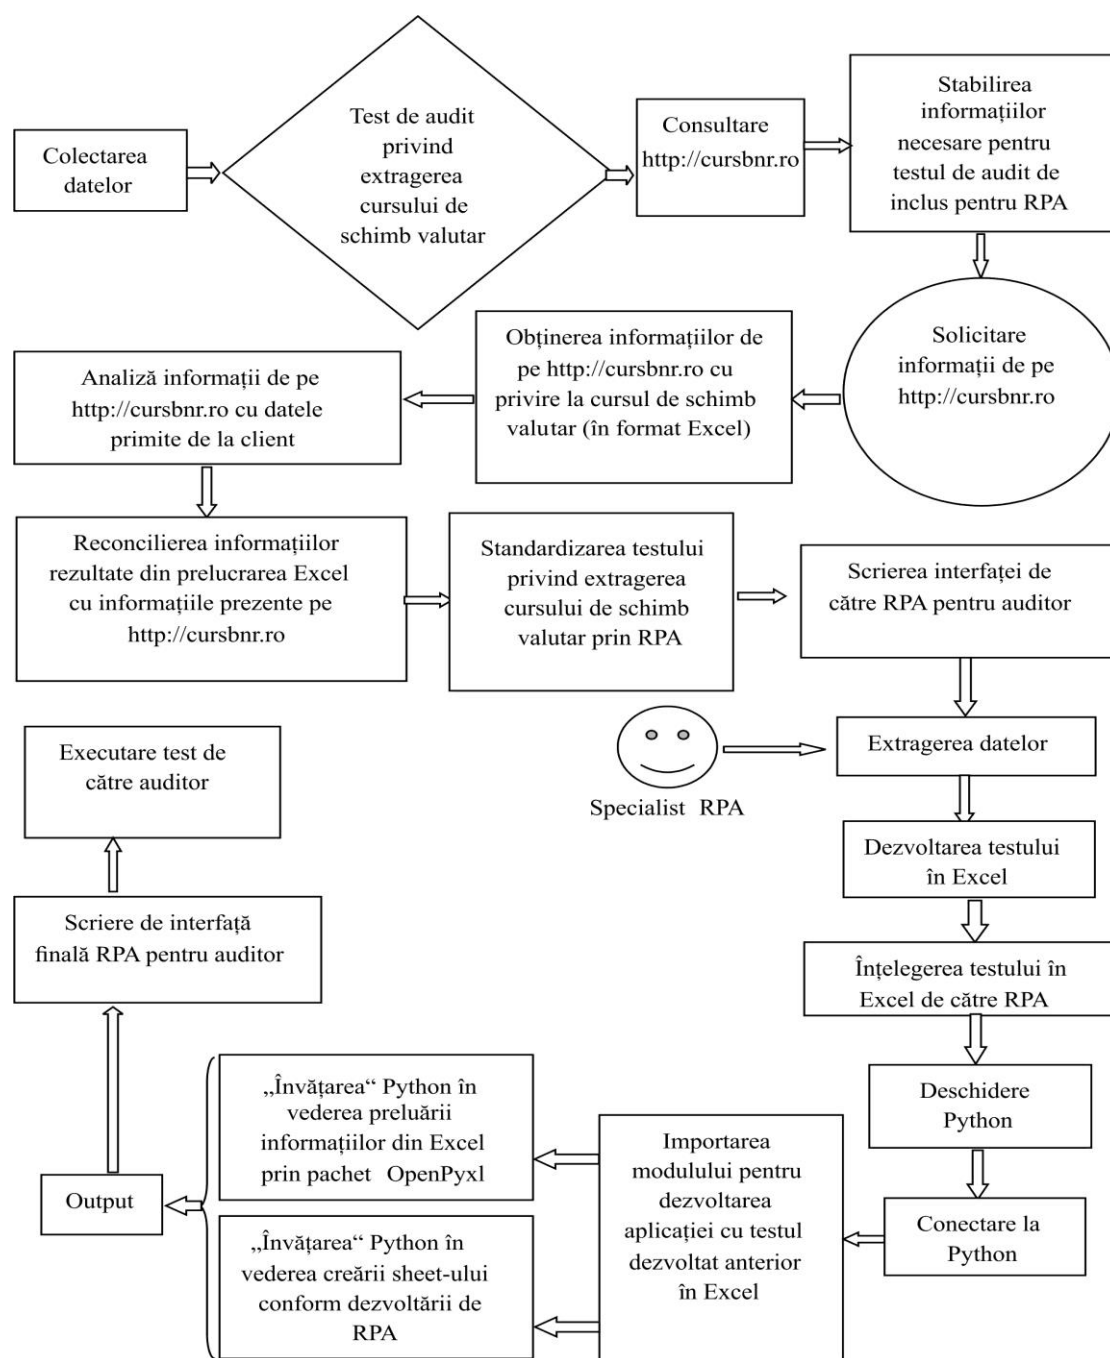 Colectarea
datelor
Test de audit
privind
extragerea
cursului de
schimb valutar
Consultare
http://cursbnr.ro
Stabilirea
informațiilor
necesare pentru
testul de audit de
inclus pentru RPA
Solicitare
informații de pe
http://cursbnr.ro
Obținerea informațiilor de
pe http://cursbnr.ro cu
privire la cursul de schimb
valutar (în format Excel)
Analiză informații de pe
http://cursbnr.ro cu datele
primite de la client
Reconcilierea informațiilor
rezultate din prelucrarea Excel
cu informațiile prezente pe
http://cursbnr.ro
Standardizarea testului
privind extragerea
cursului de schimb
valutar prin RPA
Scrierea interfaței de
către RPA pentru auditor
Specialist RPA
Extragerea datelor
Dezvoltarea testului
în Excel
Înțelegerea testului în
Excel de către RPA
Deschidere
Python
Conectare la
Python
Importarea
modulului pentru
dezvoltarea
aplicației cu testul
dezvoltat anterior
în Excel
„Învățarea“ Python în
vederea preluării
informațiilor din Excel
prin pachet OpenPyxl
„Învățarea“ Python în
vederea creării sheet-ului
conform dezvoltării de
RPA
Output
Scriere de interfață
finală RPA pentru auditor
Executare test de
către auditor